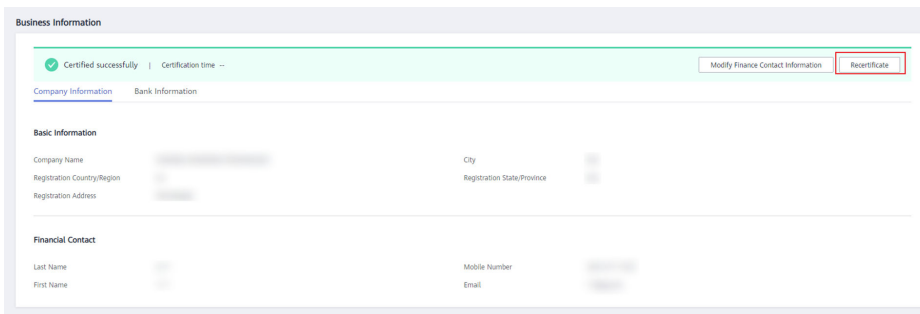 Business Information
Certified successfully | Certification time -- Modify Finance Contact Information Recertificate
Company Information Bank Information
Basic Information
Company Name City
Registration Country/Region Registration State/Province
Registration Address
Financial Contact
Last Name Mobile Number
First Name Email